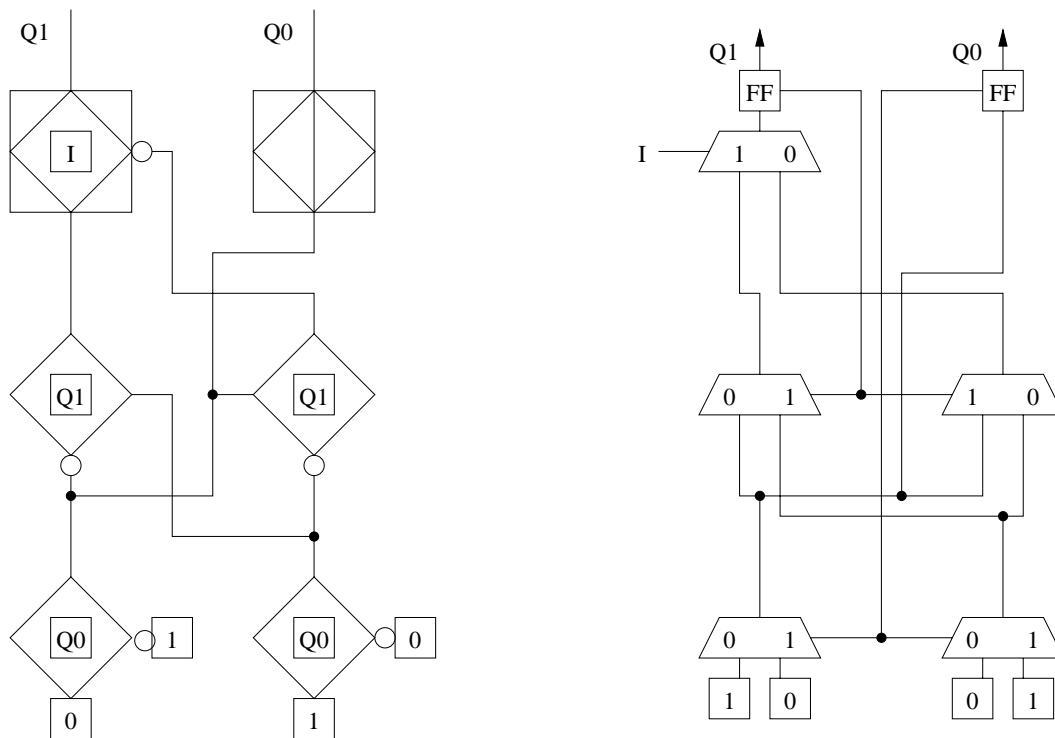 Q1 Q0
I
Q1 Q1
Q0 1 Q0 0
0 1
Q1 Q0
FF FF
I 1 0
0 1 1 0
0 1 0 1
1 0 0 1